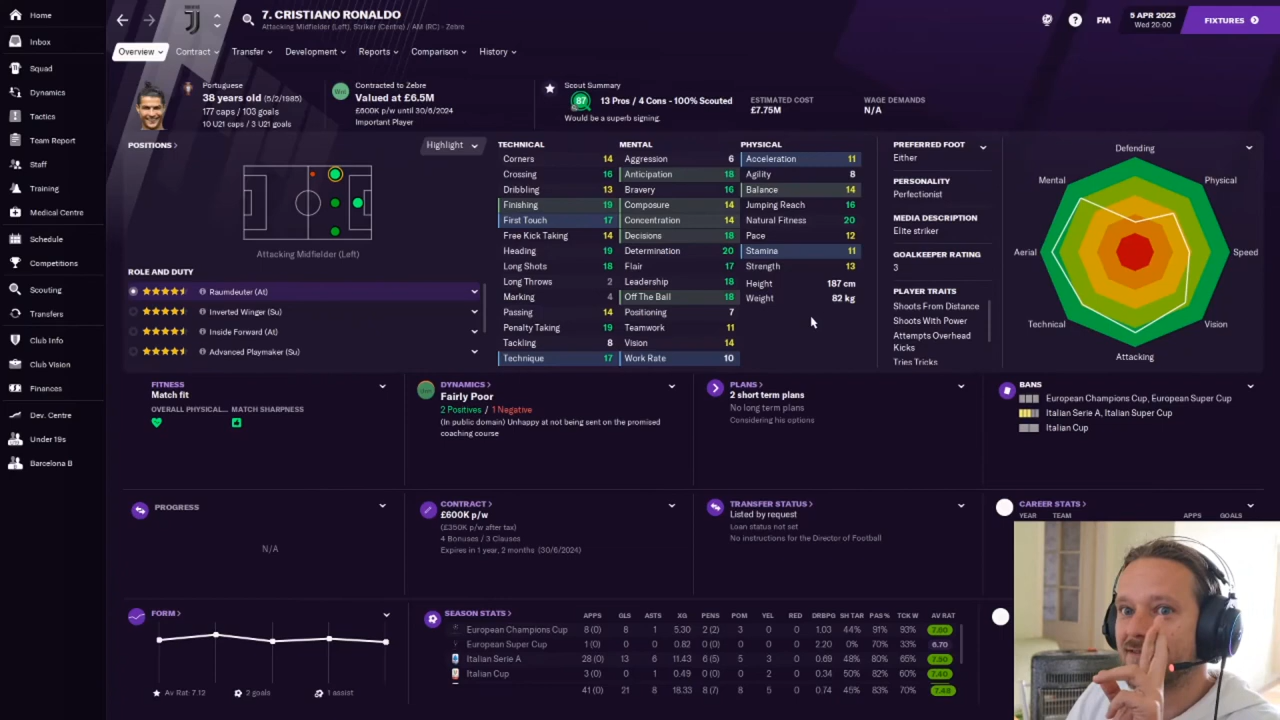 Home
Inbox
Squad
Dynamics
Tactics
Team Report
Staff
Training
Medical Centre
Schedule
Competitions
Scouting
Transfers
Club Info
Club Vision
Finances
Dev. Centre
Under 19s
Barcelona B
7. CRISTIANO RONALDO
Attacking Midfielder (Left), Striker (Centre) / AM (RC) - Zebre
FM
5 APR 2023
Wed 20:00
FIXTURES
Overview
Contract
Transfer
Development
Reports
Comparison
History
Portuguese
38 years old (5/2/1985)
177 caps / 103 goals
10 U21 caps / 3 U21 goals
Wnt
Contracted to Zebre
Valued at £6.5M
£600K p/w until 30/6/2024
Important Player
Scout Summary
87 13 Pros / 4 Cons - 100% Scouted
Would be a superb signing.
ESTIMATED COST
£7.75M
WAGE DEMANDS
N/A
POSITIONS
Highlight
Attacking Midfielder (Left)
ROLE AND DUTY
Raumdeuter (At)
Inverted Winger (Su)
Inside Forward (At)
Advanced Playmaker (Su)
TECHNICAL
Corners 14
Crossing 16
Dribbling 13
Finishing 19
First Touch 17
Free Kick Taking 14
Heading 19
Long Shots 18
Long Throws 2
Marking 4
Passing 14
Penalty Taking 19
Tackling 8
Technique 17
MENTAL
Aggression 6
Anticipation 18
Bravery 16
Composure 14
Concentration 14
Decisions 18
Determination 20
Flair 17
Leadership 18
Off The Ball 18
Positioning 7
Teamwork 11
Vision 14
Work Rate 10
PHYSICAL
Acceleration 11
Agility 8
Balance 14
Jumping Reach 16
Natural Fitness 20
Pace 12
Stamina 11
Strength 13
Height 187 cm
Weight 82 kg
PREFERRED FOOT
Either
PERSONALITY
Perfectionist
MEDIA DESCRIPTION
Elite striker
GOALKEEPER RATING
3
PLAYER TRAITS
Shoots From Distance
Shoots With Power
Attempts Overhead
Kicks
Tries Tricks
Defending
Physical
Speed
Vision
Attacking
Technical
Aerial
Mental
FITNESS
Match fit
OVERALL PHYSICAL... MATCH SHARPNESS
DYNAMICS
Fairly Poor
2 Positives / 1 Negative
(In public domain) Unhappy at not being sent on the promised
coaching course
PLANS
2 short term plans
No long term plans
Considering his options
BANS
European Champions Cup, European Super Cup
Italian Serie A, Italian Super Cup
Italian Cup
PROGRESS
N/A
CONTRACT
£600K p/w
(£350K p/w after tax)
4 Bonuses / 3 Clauses
Expires in 1 year, 2 months (30/6/2024)
TRANSFER STATUS
Listed by request
Loan status not set
No instructions for the Director of Football
CAREER STATS
YEAR TEAM APPS GOALS
FORM
Av Rat: 7.12 2 goals 1 assist
SEASON STATS
APPS GLS ASTS XG PENS POM YEL RED DRBPG SH TAR PAS % TCK W AV RAT
European Champions Cup 8 (0) 8 1 5.30 2 (2) 3 0 0 1.03 44% 91% 93% 7.80
European Super Cup 1 (0) 0 0 0.82 0 (0) 0 0 0 2.20 0% 70% 33% 6.70
Italian Serie A 28 (0) 13 6 11.43 6 (5) 5 3 0 0.69 48% 80% 65% 7.50
Italian Cup 3 (0) 0 1 0.49 0 (0) 0 2 0 0.34 50% 82% 60% 7.40
41 (0) 21 8 18.33 8 (7) 8 5 0 0.74 45% 83% 70% 7.48